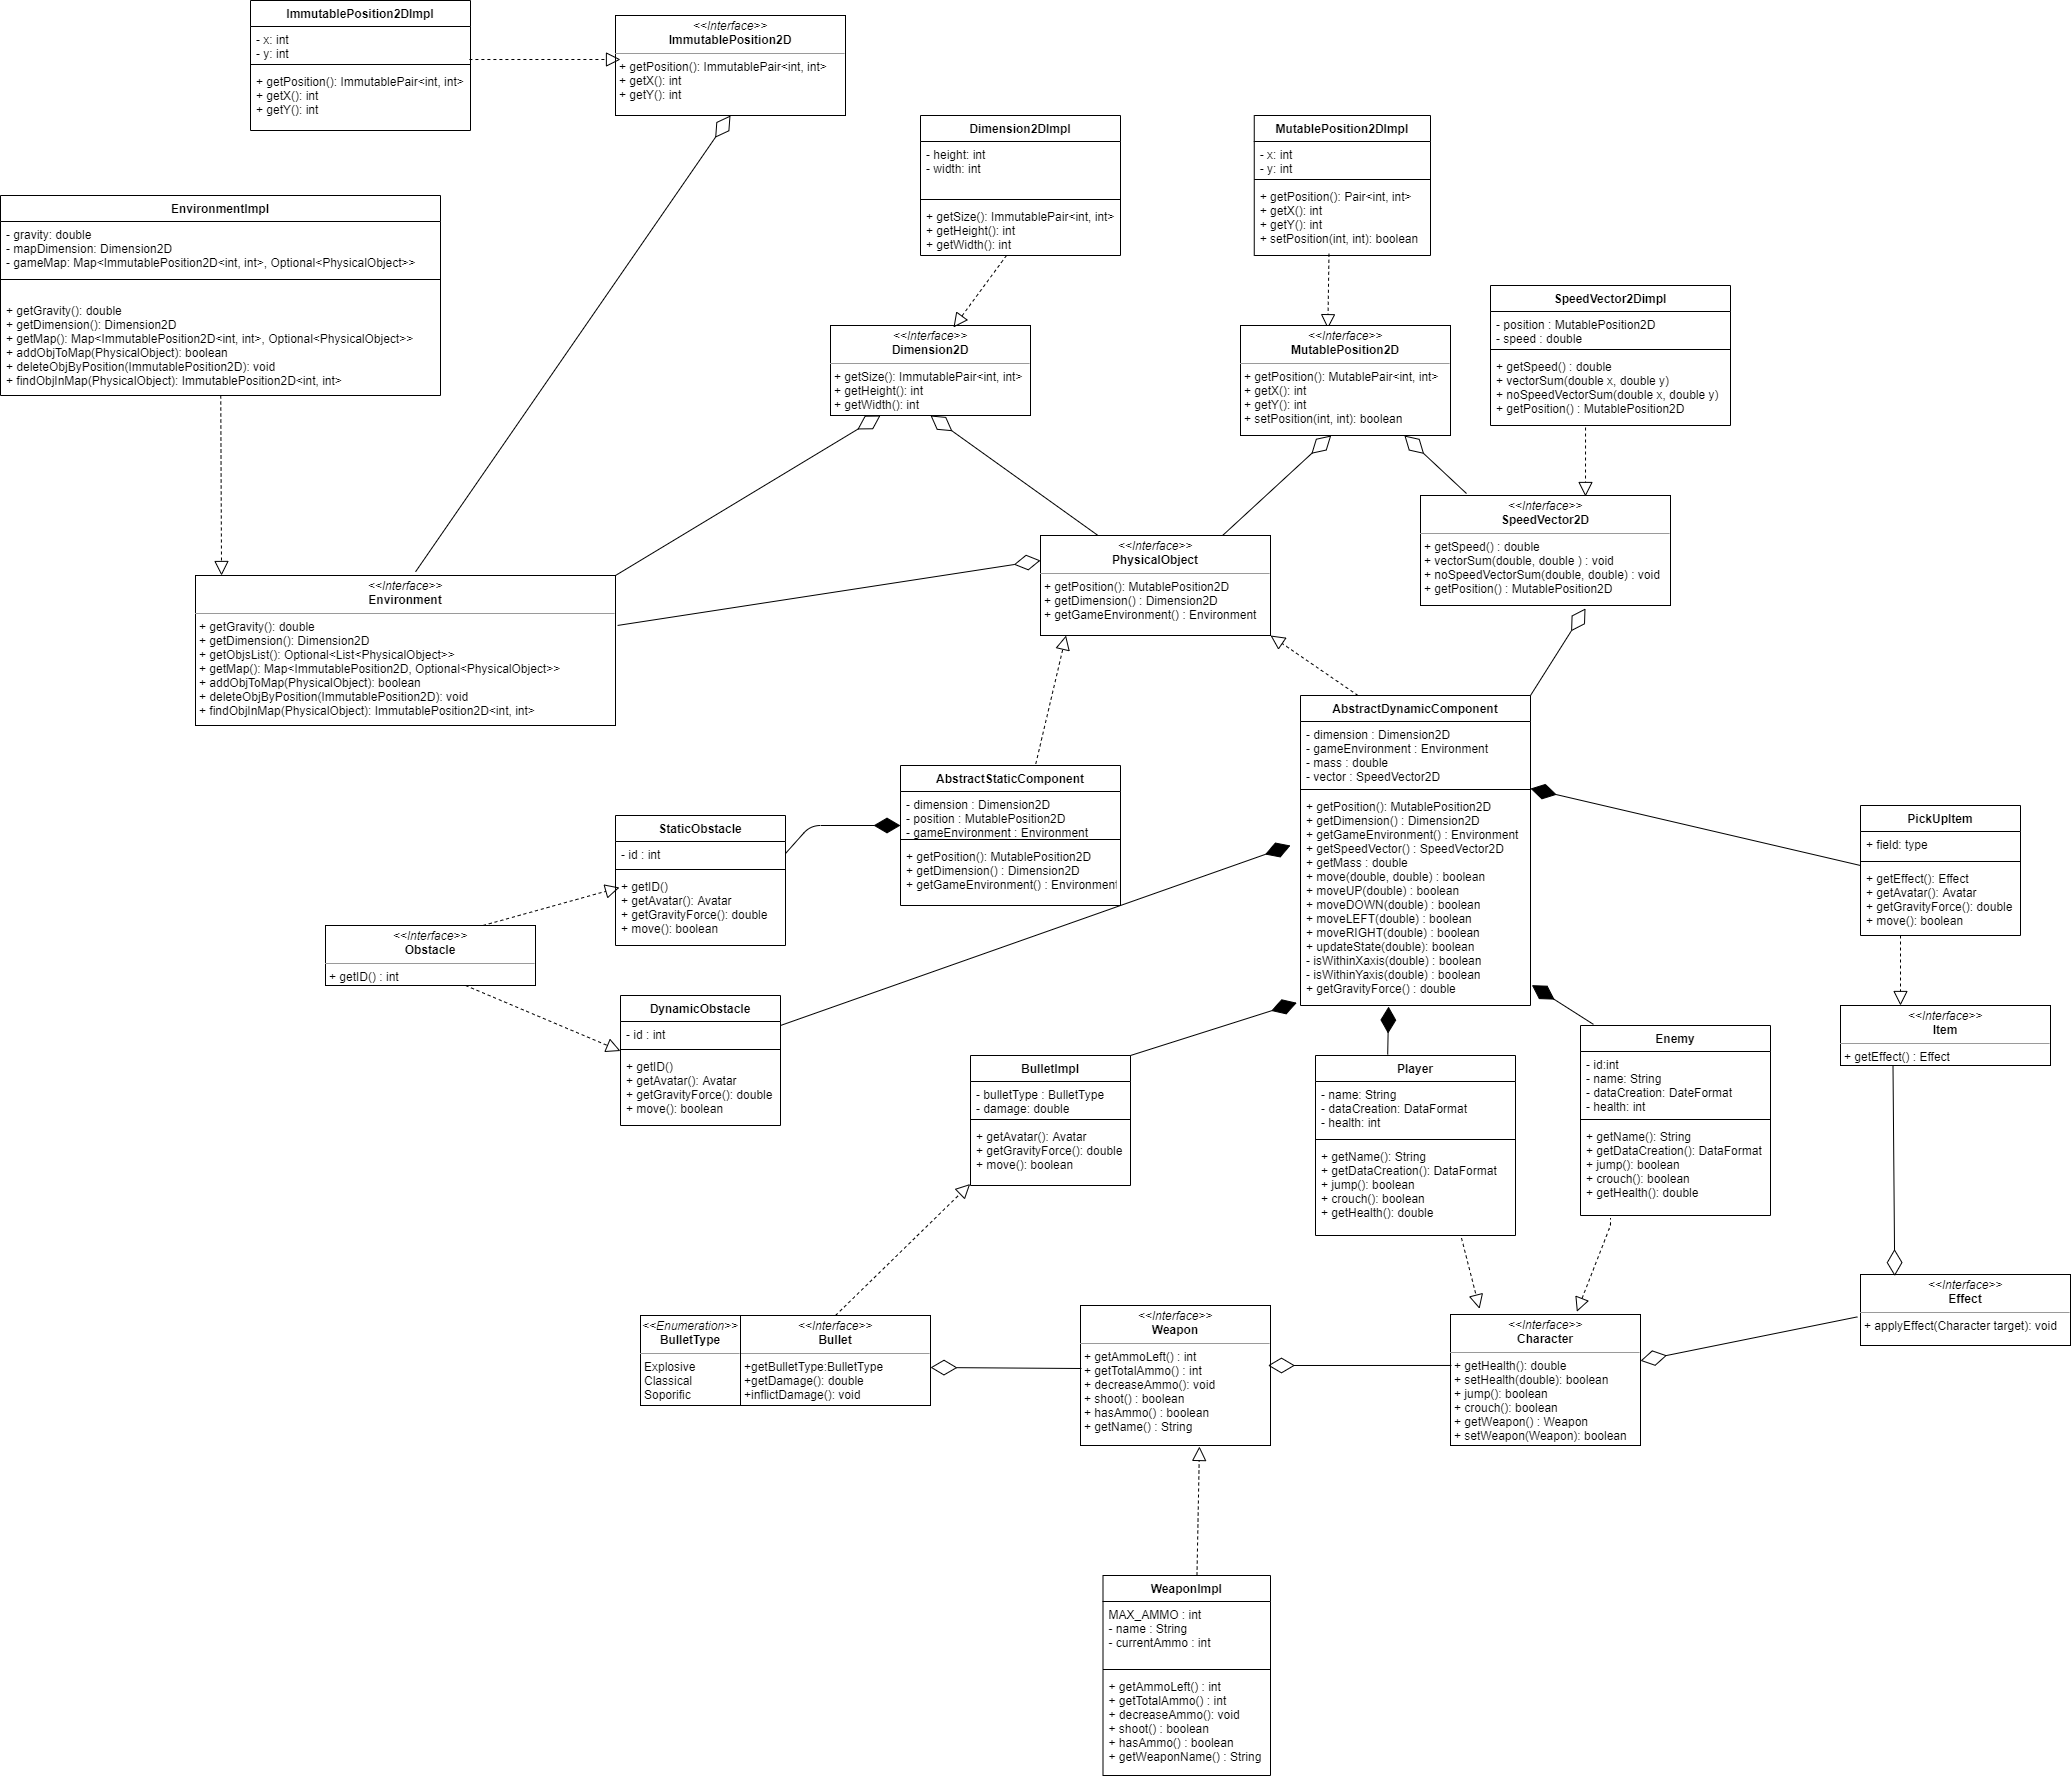 ImmutablePosition2DImpl
- x: int
- y: int
+ getPosition(): ImmutablePair<int, int>
+ getX(): int
+ getY(): int
<<Interface>>
ImmutablePosition2D
+ getPosition(): ImmutablePair<int, int>
+ getX(): int
+ getY(): int
Dimension2DImpl
- height: int
- width: int
+ getSize(): ImmutablePair<int, int>
+ getHeight(): int
+ getWidth(): int
MutablePosition2DImpl
- x: int
- y: int
+ getPosition(): Pair<int, int>
+ getX(): int
+ getY(): int
+ setPosition(int, int): boolean
EnvironmentImpl
- gravity: double
- mapDimension: Dimension2D
- gameMap: Map<ImmutablePosition2D<int, int>, Optional<PhysicalObject>>
+ getGravity(): double
+ getDimension(): Dimension2D
+ getMap(): Map<ImmutablePosition2D<int, int>, Optional<PhysicalObject>>
+ addObjToMap(PhysicalObject): boolean
+ deleteObjByPosition(ImmutablePosition2D): void
+ findObjInMap(PhysicalObject): ImmutablePosition2D<int, int>
SpeedVector2Dimpl
- position : MutablePosition2D
- speed : double
+ getSpeed() : double
+ vectorSum(double x, double y)
+ noSpeedVectorSum(double x, double y)
+ getPosition() : MutablePosition2D
<<Interface>>
Dimension2D
+ getSize(): ImmutablePair<int, int>
+ getHeight(): int
+ getWidth(): int
<<Interface>>
MutablePosition2D
+ getPosition(): MutablePair<int, int>
+ getX(): int
+ getY(): int
+ setPosition(int, int): boolean
<<Interface>>
SpeedVector2D
+ getSpeed() : double
+ vectorSum(double, double ) : void
+ noSpeedVectorSum(double, double) : void
+ getPosition() : MutablePosition2D
<<Interface>>
PhysicalObject
+ getPosition(): MutablePosition2D
+ getDimension() : Dimension2D
+ getGameEnvironment() : Environment
<<Interface>>
Environment
+ getGravity(): double
+ getDimension(): Dimension2D
+ getObjsList(): Optional<List<PhysicalObject>>
+ getMap(): Map<ImmutablePosition2D, Optional<PhysicalObject>>
+ addObjToMap(PhysicalObject): boolean
+ deleteObjByPosition(ImmutablePosition2D): void
+ findObjInMap(PhysicalObject): ImmutablePosition2D<int, int>
AbstractDynamicComponent
- dimension : Dimension2D
- gameEnvironment : Environment
- mass : double
- vector : SpeedVector2D
+ getPosition(): MutablePosition2D
+ getDimension() : Dimension2D
+ getGameEnvironment() : Environment
+ getSpeedVector() : SpeedVector2D
+ getMass : double
+ move(double, double) : boolean
+ moveUP(double) : boolean
+ moveDOWN(double) : boolean
+ moveLEFT(double) : boolean
+ moveRIGHT(double) : boolean
+ updateState(double): boolean
- isWithinXaxis(double) : boolean
- isWithinYaxis(double) : boolean
+ getGravityForce() : double
AbstractStaticComponent
- dimension : Dimension2D
- position : MutablePosition2D
- gameEnvironment : Environment
+ getPosition(): MutablePosition2D
+ getDimension() : Dimension2D
+ getGameEnvironment() : Environment
StaticObstacle
- id : int
+ getID()
+ getAvatar(): Avatar
+ getGravityForce(): double
+ move(): boolean
PickUpItem
+ field: type
+ getEffect(): Effect
+ getAvatar(): Avatar
+ getGravityForce(): double
+ move(): boolean
<<Interface>>
Obstacle
+ getID() : int
DynamicObstacle
- id : int
+ getID()
+ getAvatar(): Avatar
+ getGravityForce(): double
+ move(): boolean
<<Interface>>
Item
+ getEffect() : Effect
BulletImpl
- bulletType : BulletType
- damage: double
+ getAvatar(): Avatar
+ getGravityForce(): double
+ move(): boolean
Player
- name: String
- dataCreation: DataFormat
- health: int
+ getName(): String
+ getDataCreation(): DataFormat
+ jump(): boolean
+ crouch(): boolean
+ getHealth(): double
Enemy
- id:int
- name: String
- dataCreation: DateFormat
- health: int
+ getName(): String
+ getDataCreation(): DataFormat
+ jump(): boolean
+ crouch(): boolean
+ getHealth(): double
<<Enumeration>>
BulletType
Explosive
Classical
Soporific
<<Interface>>
Bullet
+getBulletType:BulletType
+getDamage(): double
+inflictDamage(): void
<<Interface>>
Weapon
+ getAmmoLeft() : int
+ getTotalAmmo() : int
+ decreaseAmmo(): void
+ shoot() : boolean
+ hasAmmo() : boolean
+ getName() : String
<<Interface>>
Character
+ getHealth(): double
+ setHealth(double): boolean
+ jump(): boolean
+ crouch(): boolean
+ getWeapon() : Weapon
+ setWeapon(Weapon): boolean
<<Interface>>
Effect
+ applyEffect(Character target): void
WeaponImpl
MAX_AMMO : int
- name : String
- currentAmmo : int
+ getAmmoLeft() : int
+ getTotalAmmo() : int
+ decreaseAmmo(): void
+ shoot() : boolean
+ hasAmmo() : boolean
+ getWeaponName() : String